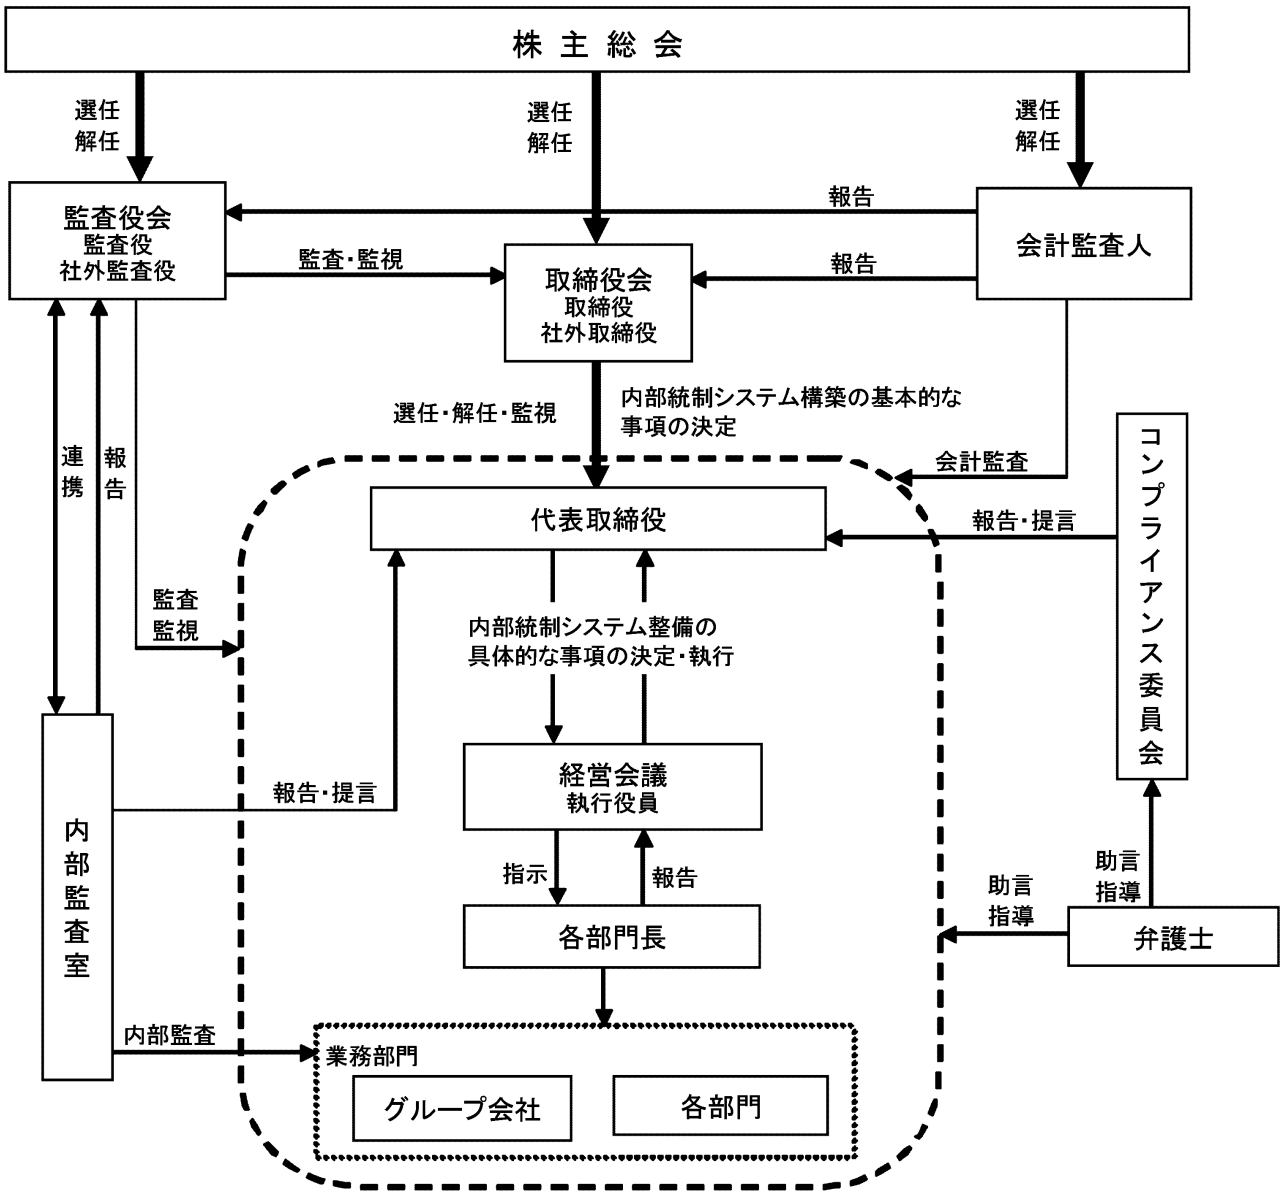 株主総会
選任
解任
選任
解任
選任
解任
監査役会
監査役
社外監査役
報告
会計監査人
監査・監視
報告
取締役会
取締役
社外取締役
選任・解任・監視
内部統制システム構築の基本的な
事項の決定
連携
報告
会計監査
コンプライアンス委員会
代表取締役
報告・提言
監査
監視
内部統制システム整備の
具体的な事項の決定・執行
経営会議
執行役員
報告・提言
内部監査室
指示
報告
助言
指導
助言
指導
各部門長
弁護士
内部監査
業務部門
グループ会社
各部門